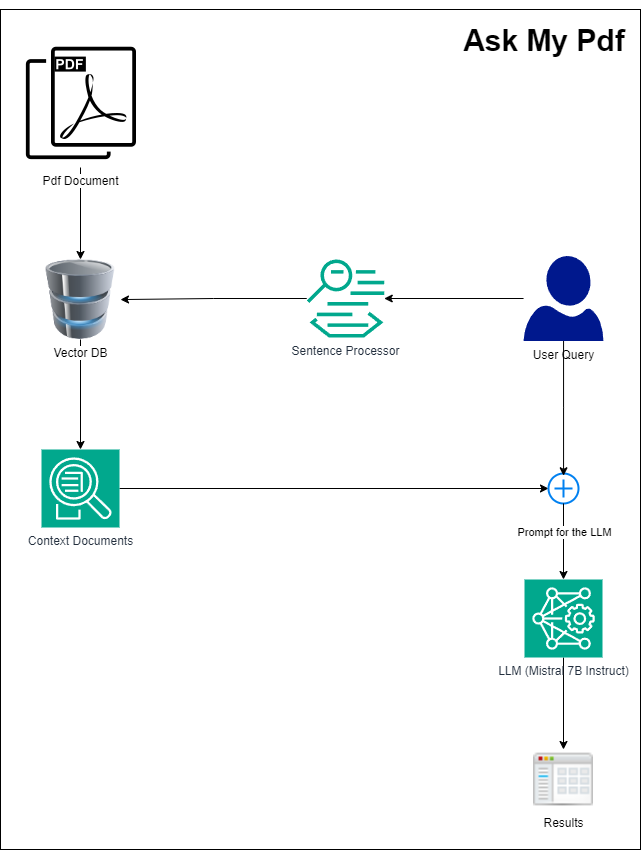 Ask My Pdf
PDF
Pdf Document
Vector DB
Sentence Processor
User Query
Context Documents
Prompt for the LLM
LLM (Mistral 7B Instruct)
Results